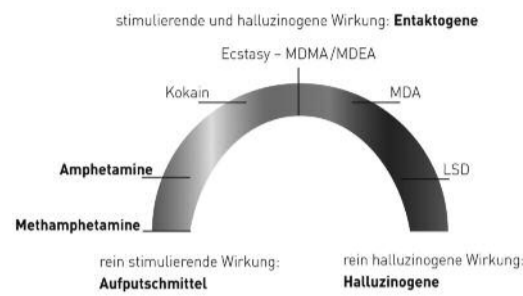 stimulierende und halluzinogene Wirkung: Entaktogene
Ecstasy – MDMA/MDEA
Kokain
MDA
Amphetamine
LSD
Methamphetamine
rein stimulierende Wirkung:
Aufputschmittel
rein halluzinogene Wirkung:
Halluzinogene